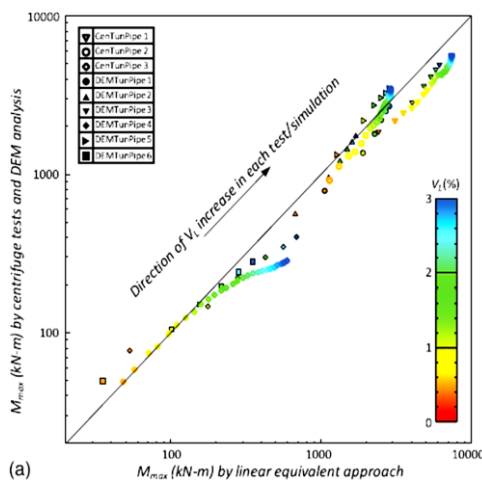 10000
CenTunPipe 1
CenTunPipe 2
CenTunPipe 3
DEMTunPipe 1
DEMTunPipe 2
DEMTunPipe 3
DEMTunPipe 4
DEMTunPipe 5
DEMTunPipe 6
Direction of VL increase in each test/simulation
Mmax (kN-m) by centrifuge tests and DEM analysis
1000
100
VL(%)
3
2
1
0
100
1000
10000
(a)
Mmax (kN-m) by linear equivalent approach